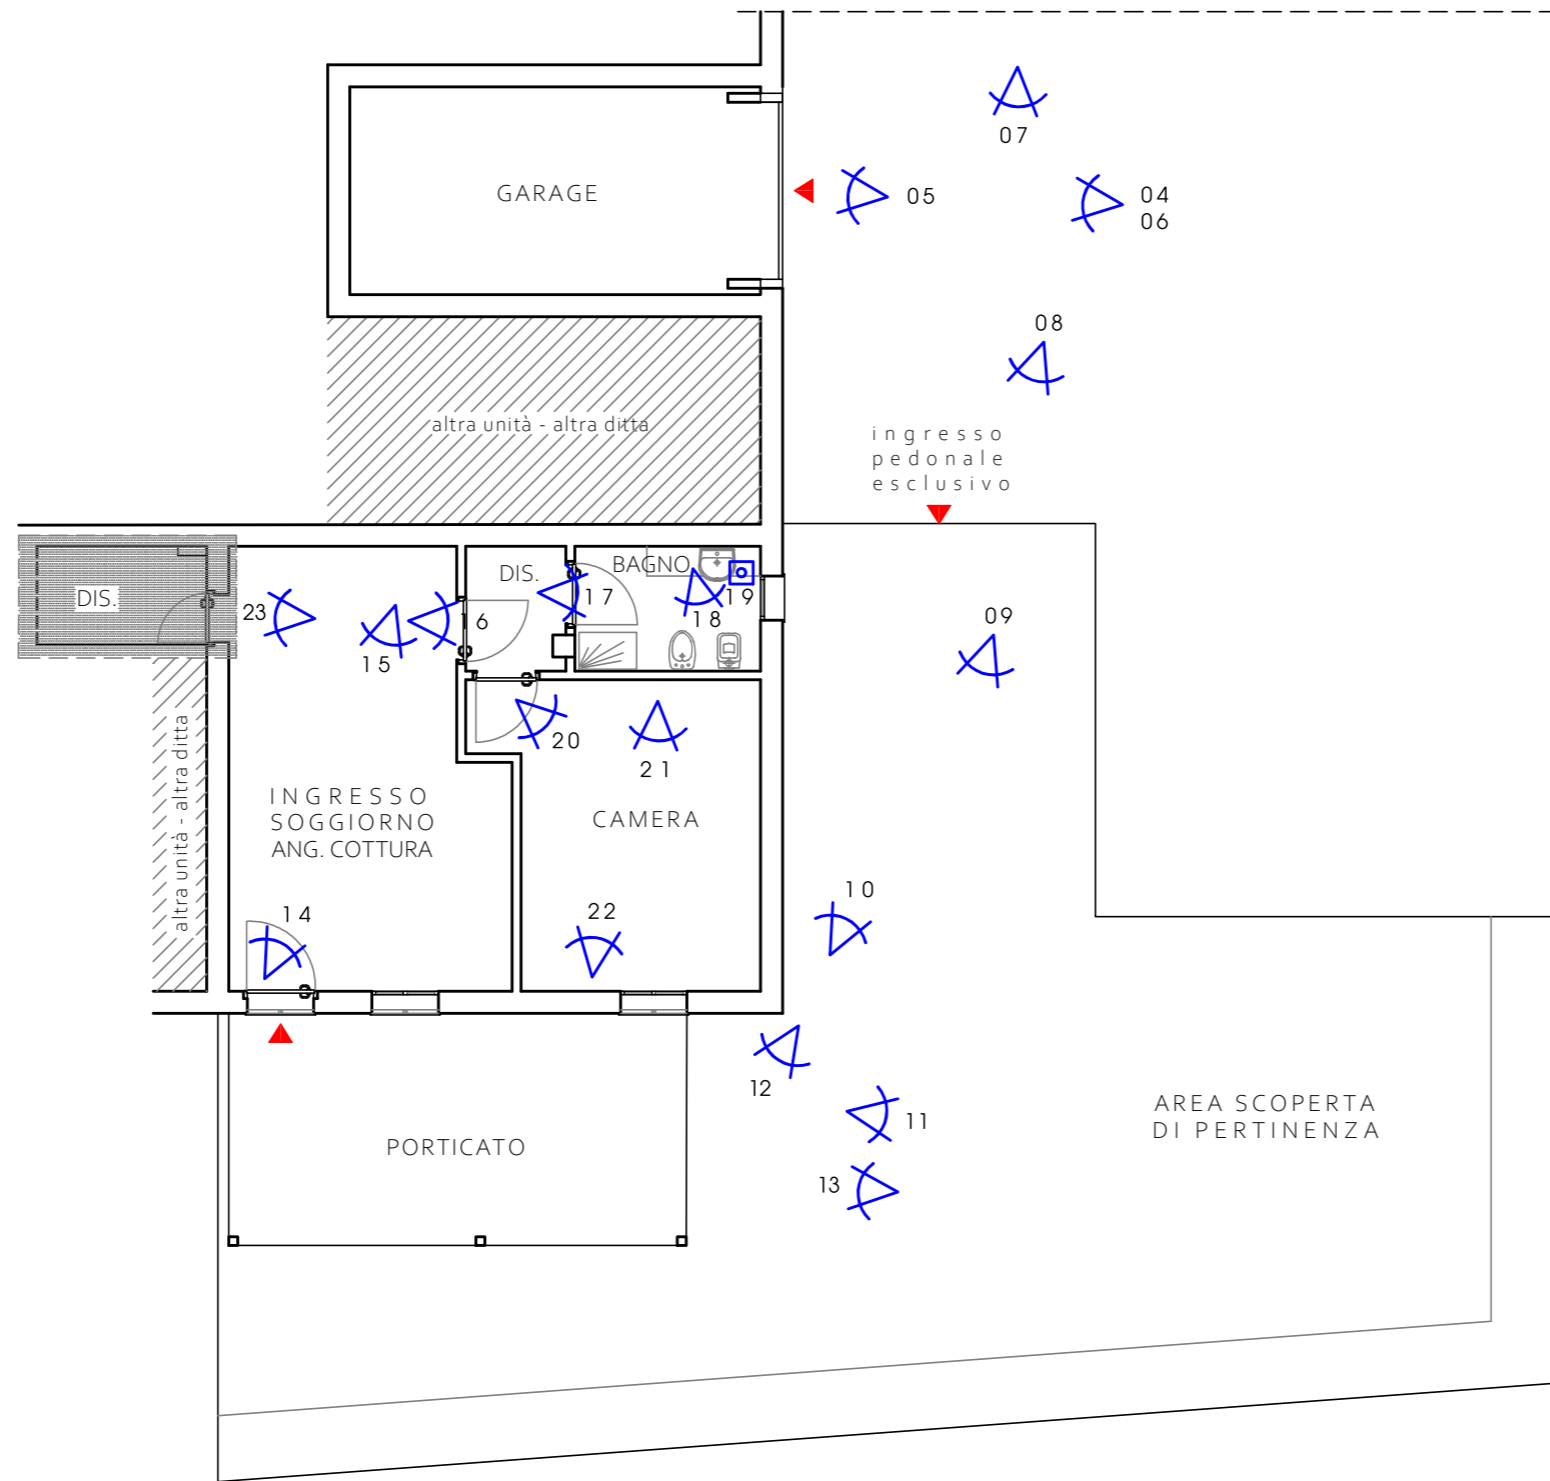 07
GARAGE
05
04
06
08
altra unità - altra ditta
ingresso
pedonale
esclusivo
DIS.
BAGNO
DIS.
17
19
23
16
18
15
09
20
21
altra unità - altra ditta
INGRESSO
SOGGIORNO
ANG. COTTURA
CAMERA
10
14
22
12
11
AREA SCOPERTA
DI PERTINENZA
PORTICATO
13